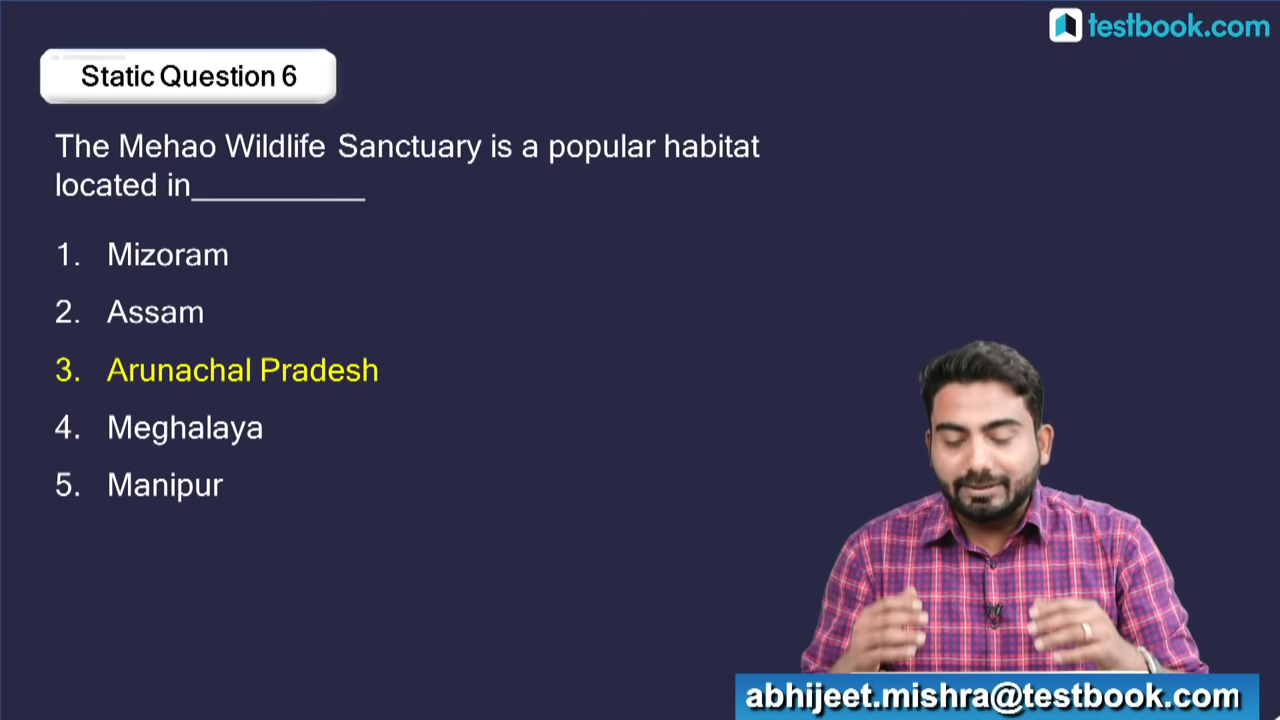 testbook.com
Static Question 6
The Mehao Wildlife Sanctuary is a popular habitat
located in__________
1. Mizoram
2. Assam
3. Arunachal Pradesh
4. Meghalaya
5. Manipur
abhijeet.mishra@testbook.com